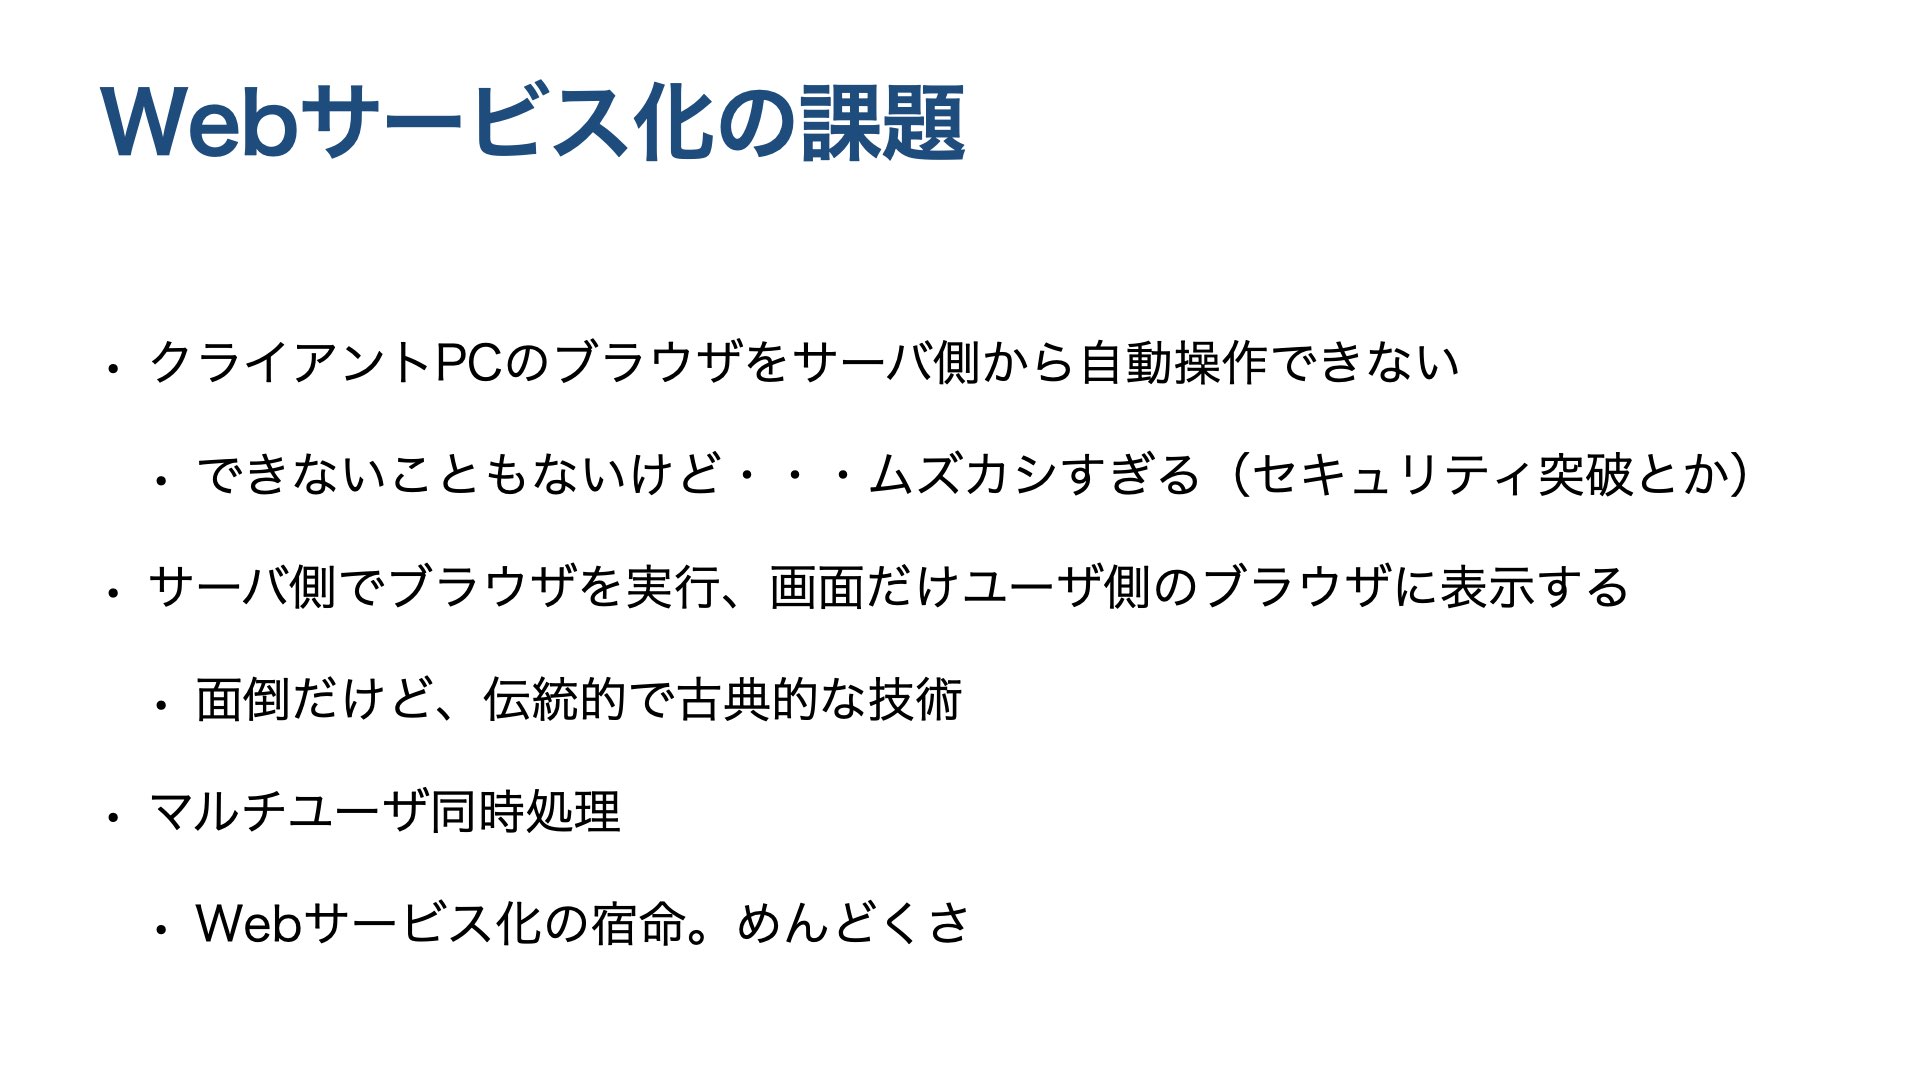 Webサービス化の課題
• クライアントPCのブラウザをサーバ側から自動操作できない
• できないこともないけど・・・ムズカシすぎる（セキュリティ突破とか）
• サーバ側でブラウザを実行、画面だけユーザ側のブラウザに表示する
• 面倒だけど、伝統的で古典的な技術
• マルチユーザ同時処理
• Webサービス化の宿命。めんどくさ